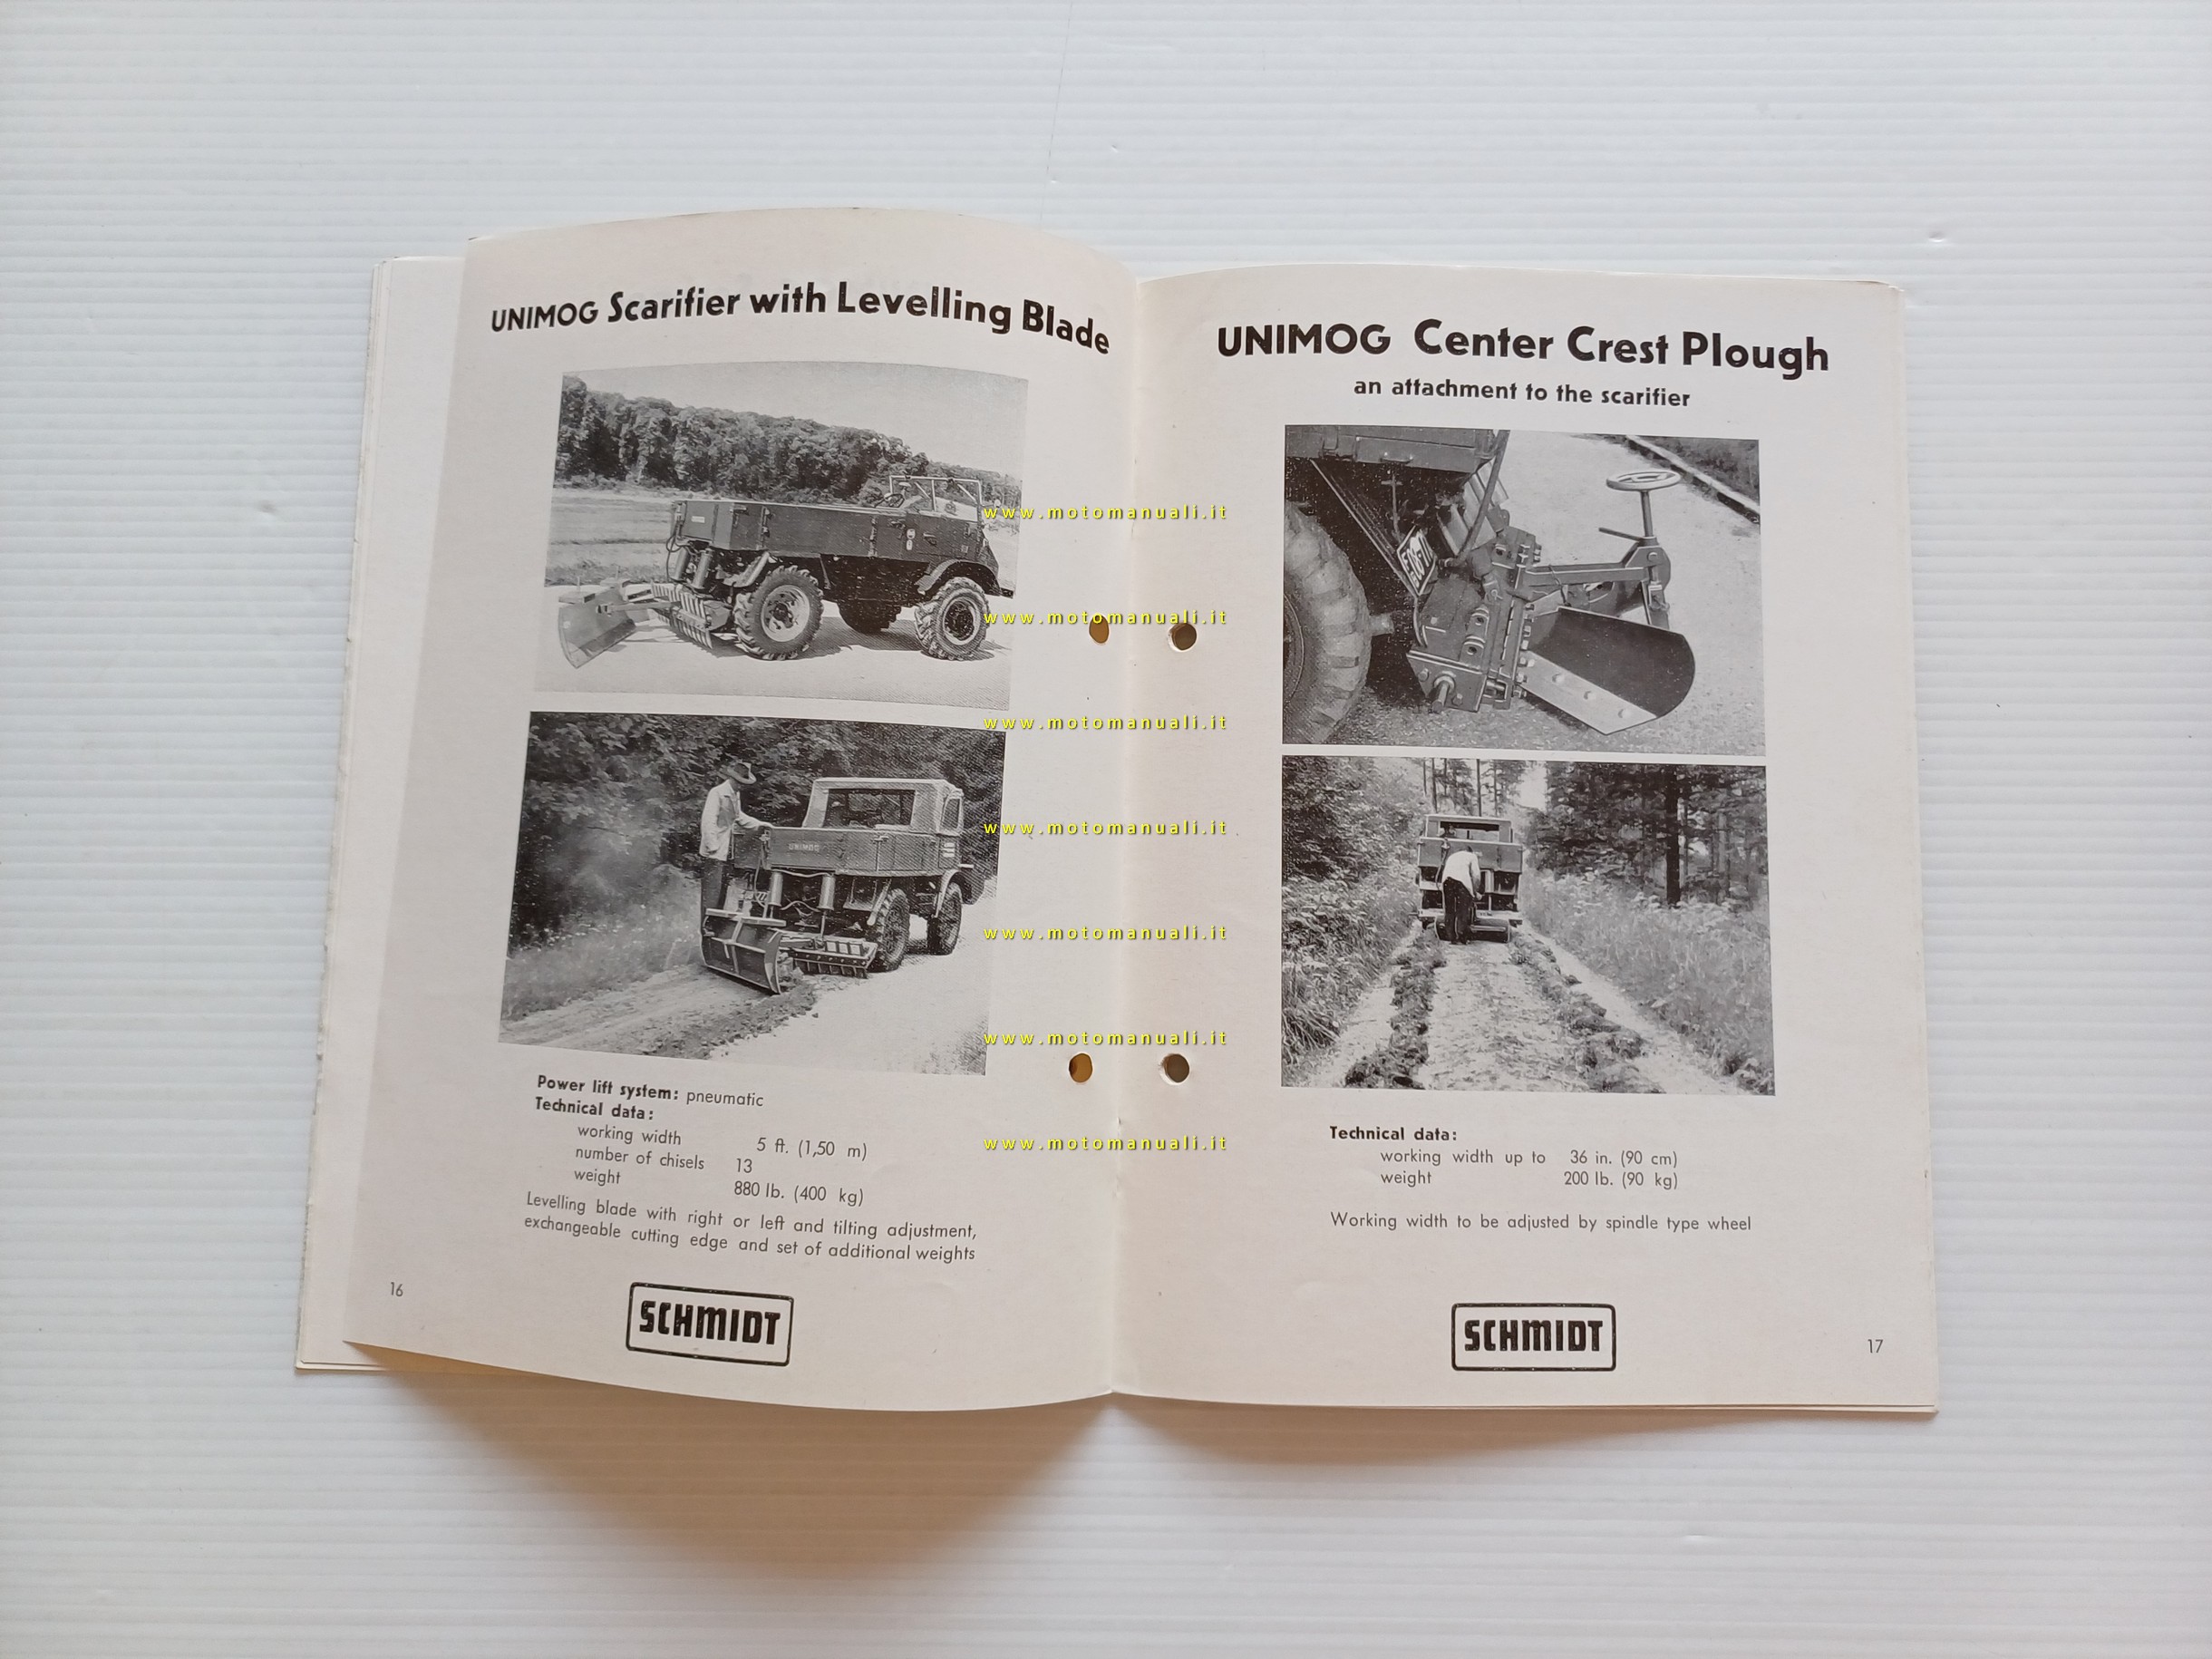 UNIMOG Scarifier with Levelling Blade
UNIMOG
Power lift system: pneumatic
Technical data:
working width 5 ft. (1,50 m)
number of chisels 13
weight 880 lb. (400 kg)
Levelling blade with right or left and tilting adjustment,
exchangeable cutting edge and set of additional weights
16
SCHMIDT
UNIMOG Center Crest Plough
an attachment to the scarifier
Technical data:
working width up to 36 in. (90 cm)
weight 200 lb. (90 kg)
Working width to be adjusted by spindle type wheel
SCHMIDT
17
www.motomanuali.it
www.motomanuali.it
www.motomanuali.it
www.motomanuali.it
www.motomanuali.it
www.motomanuali.it
www.motomanuali.it